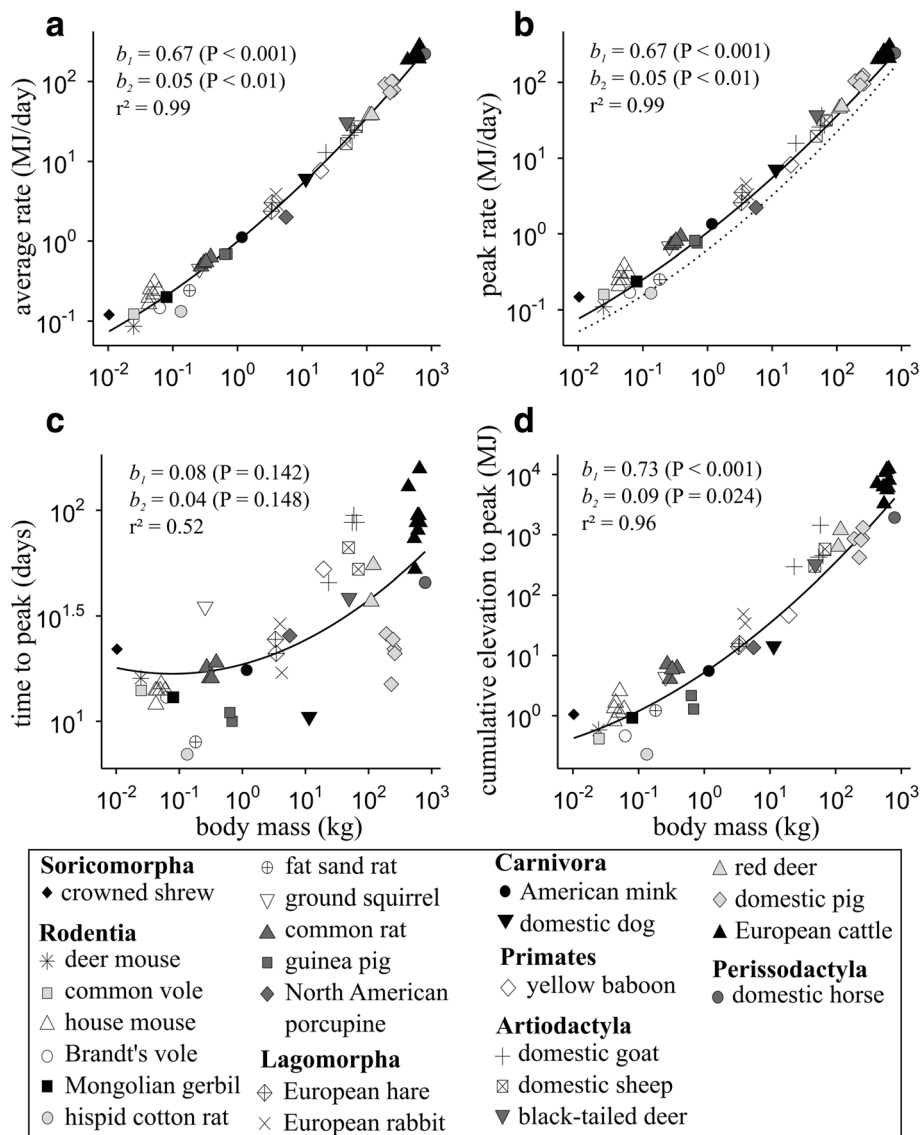 a
b₁ = 0.67 (P < 0.001)
b₂ = 0.05 (P < 0.01)
r² = 0.99
average rate (MJ/day)
10²
10¹
10⁰
10⁻¹
10⁻² 10⁻¹ 10⁰ 10¹ 10² 10³
b
b₁ = 0.67 (P < 0.001)
b₂ = 0.05 (P < 0.01)
r² = 0.99
peak rate (MJ/day)
10²
10¹
10⁰
10⁻¹
10⁻² 10⁻¹ 10⁰ 10¹ 10² 10³
c
b₁ = 0.08 (P = 0.142)
b₂ = 0.04 (P = 0.148)
r² = 0.52
time to peak (days)
10²
10¹·⁵
10¹
10⁻² 10⁻¹ 10⁰ 10¹ 10² 10³
body mass (kg)
d
b₁ = 0.73 (P < 0.001)
b₂ = 0.09 (P = 0.024)
r² = 0.96
cumulative elevation to peak (MJ)
10⁴
10³
10²
10¹
10⁰
10⁻² 10⁻¹ 10⁰ 10¹ 10² 10³
body mass (kg)
Soricomorpha
crowned shrew
Rodentia
deer mouse
common vole
house mouse
Brandt's vole
Mongolian gerbil
hispid cotton rat
fat sand rat
ground squirrel
common rat
guinea pig
North American
porcupine
Lagomorpha
European hare
European rabbit
Carnivora
American mink
domestic dog
Primates
yellow baboon
Artiodactyla
domestic goat
domestic sheep
black-tailed deer
red deer
domestic pig
European cattle
Perissodactyla
domestic horse